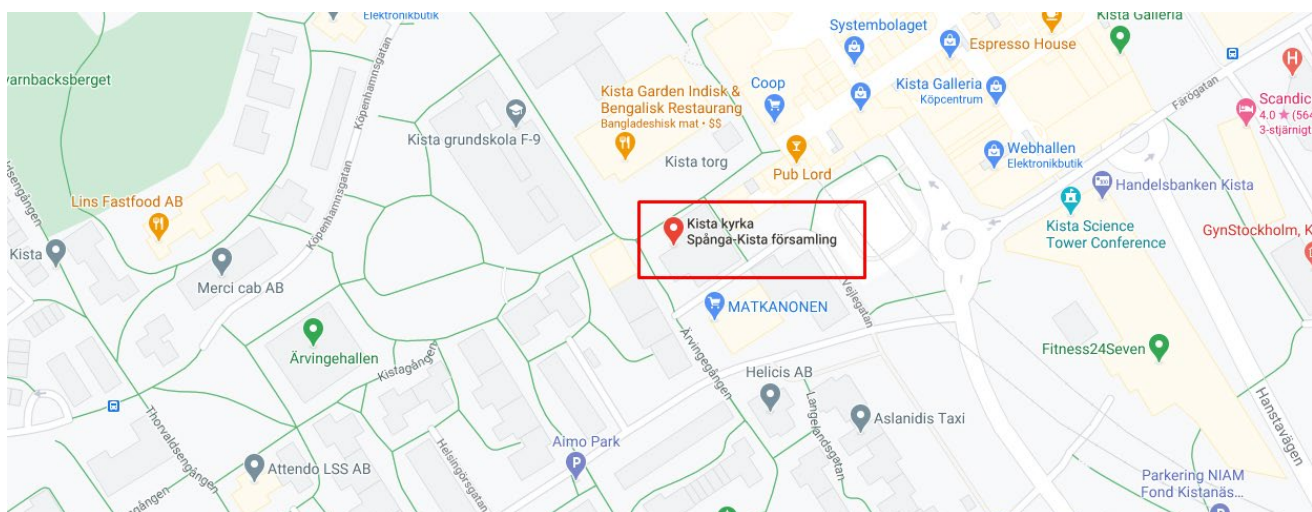 Elektronikbutik
varnbacksberget
Köpenhamnsgatan
Kista grundskola F-9
Lins Fastfood AB
Kista
Merci cab AB
Köpenhamnsgatan
Ärvingehallen
Kistagången
Thorvaldsengången
Attendo LSS AB
Helsingörsgatan
Aimo Park
Systembolaget
Kista Galleria
Espresso House
Coop
Kista Galleria
Köpcentrum
Kista Garden Indisk &
Bengalisk Restaurang
Bangladeshisk mat • $$
Kista torg
Pub Lord
Webhallen
Elektronikbutik
Färögatan
Scandic
4.0 ★ (564
3-stjärnigt
Handelsbanken Kista
Kista Science
Tower Conference
GynStockholm, K
Kista kyrka
Spånga-Kista församling
MATKANONEN
Vejlegatan
Ärvingegången
Helicis AB
Langelandsgatan
Aslanidis Taxi
Fitness24Seven
Hanstavägen
Parkering NIAM
Fond Kistanäs...